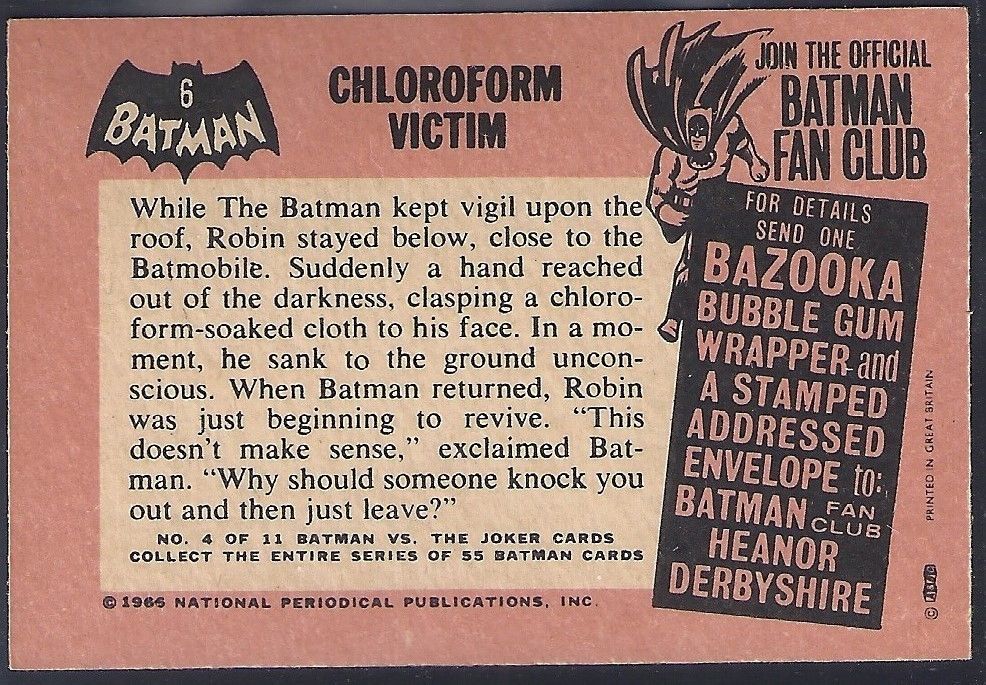 6
BATMAN
CHLOROFORM
VICTIM
While The Batman kept vigil upon the
roof, Robin stayed below, close to the
Batmobile. Suddenly a hand reached
out of the darkness, clasping a chloro-
form-soaked cloth to his face. In a mo-
ment, he sank to the ground uncon-
scious. When Batman returned, Robin
was just beginning to revive. “This
doesn't make sense,” exclaimed Bat-
man. “Why should someone knock you
out and then just leave?”
NO. 4 OF 11 BATMAN VS. THE JOKER CARDS
COLLECT THE ENTIRE SERIES OF 55 BATMAN CARDS
© 1966 NATIONAL PERIODICAL PUBLICATIONS, INC.
JOIN THE OFFICIAL
BATMAN
FAN CLUB
FOR DETAILS
SEND ONE
BAZOOKA
BUBBLE GUM
WRAPPER and
A STAMPED
ADDRESSED
ENVELOPE to:
BATMAN FAN CLUB
HEANOR
DERBYSHIRE
PRINTED IN GREAT BRITAIN
©